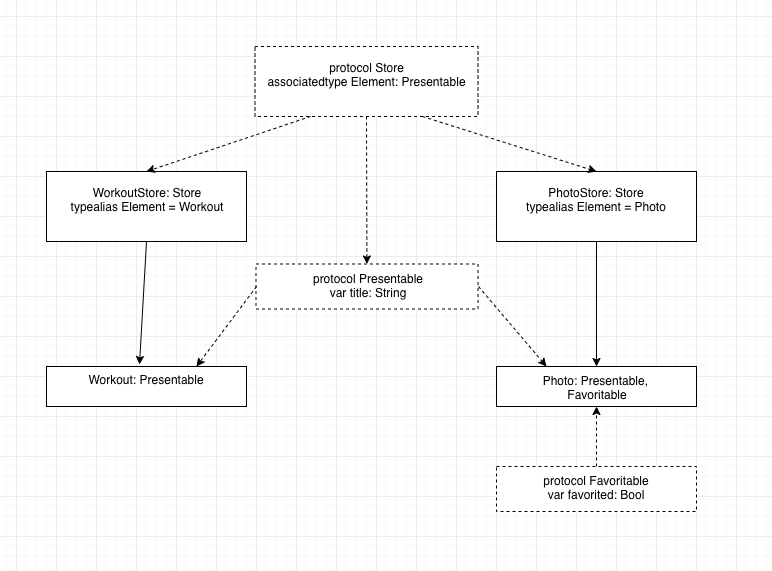 protocol Store
associatedtype Element: Presentable
WorkoutStore: Store
typealias Element = Workout
PhotoStore: Store
typealias Element = Photo
protocol Presentable
var title: String
Workout: Presentable
Photo: Presentable,
Favoritable
protocol Favoritable
var favorited: Bool